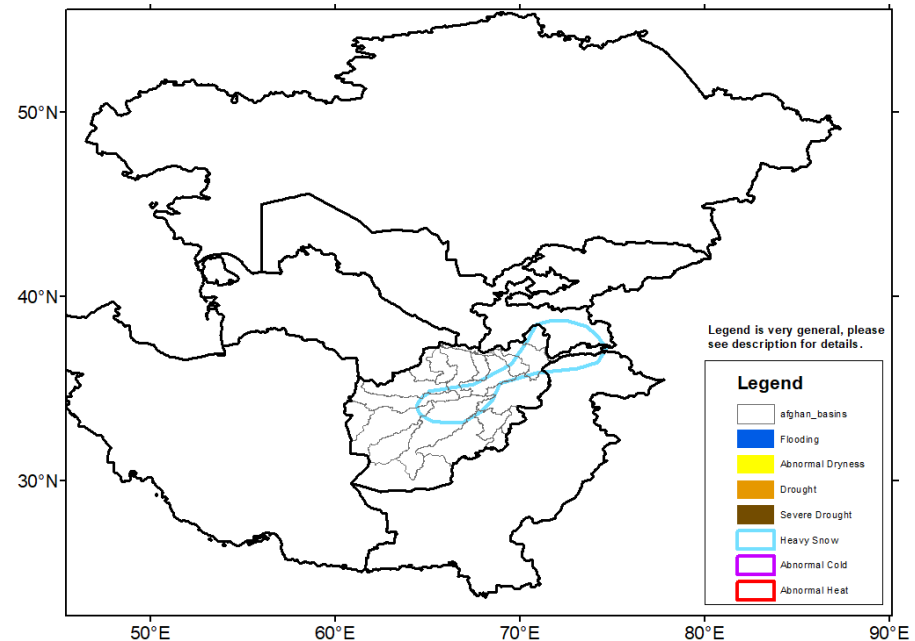 50°N
40°N
30°N
50°E
60°E
70°E
80°E
90°E
Legend is very general, please
see description for details.
Legend
afghan_basins
Flooding
Abnormal Dryness
Drought
Severe Drought
Heavy Snow
Abnormal Cold
Abnormal Heat